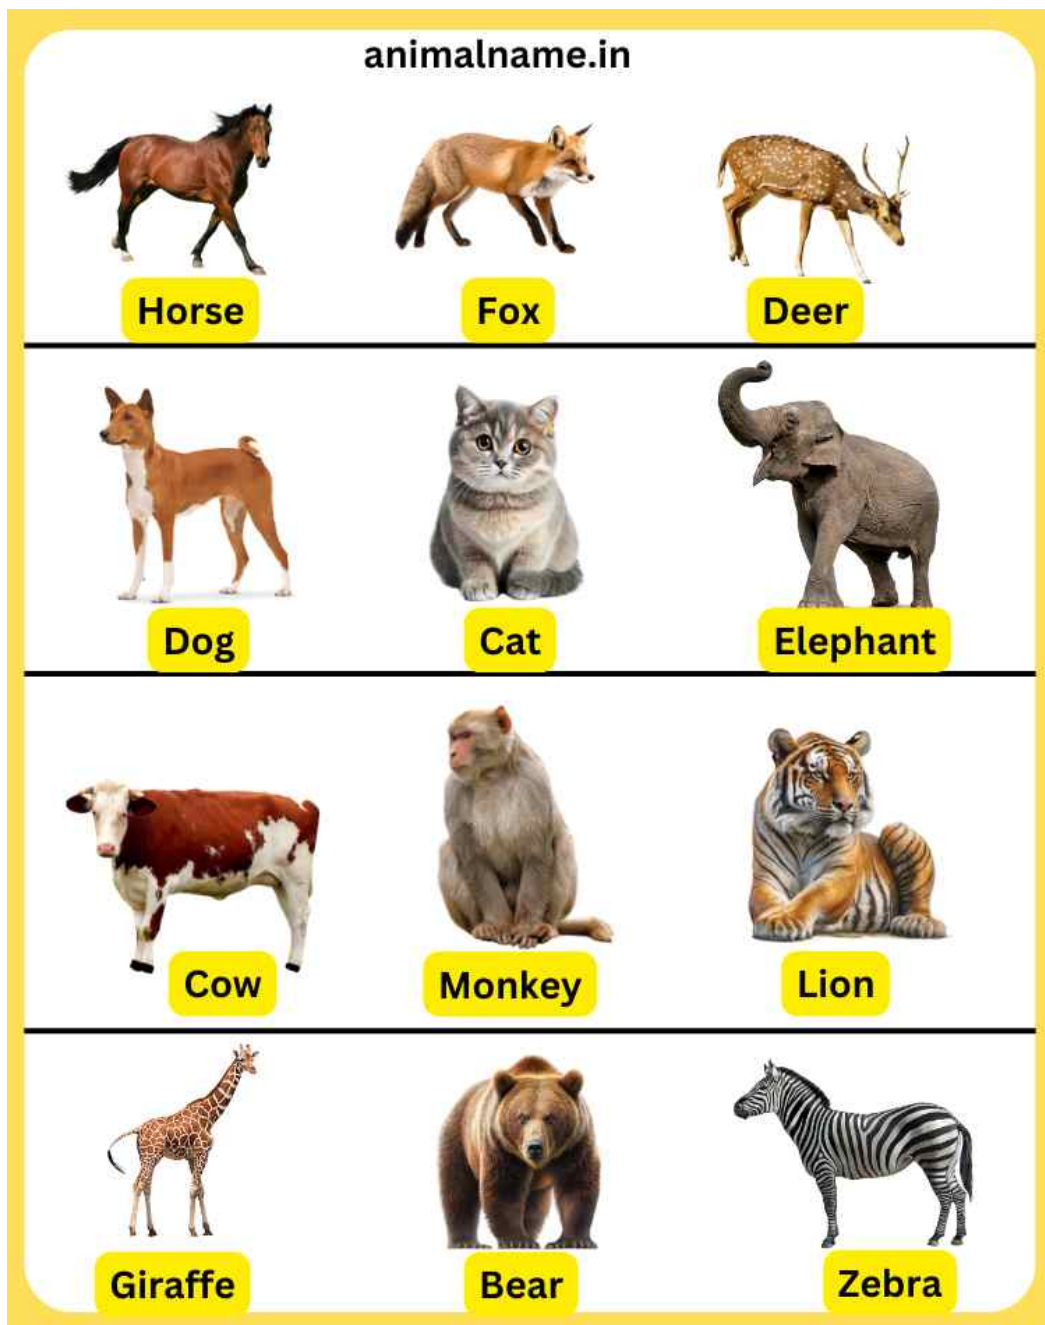 animalname.in
Horse Fox Deer
Dog Cat Elephant
Cow Monkey Lion
Giraffe Bear Zebra